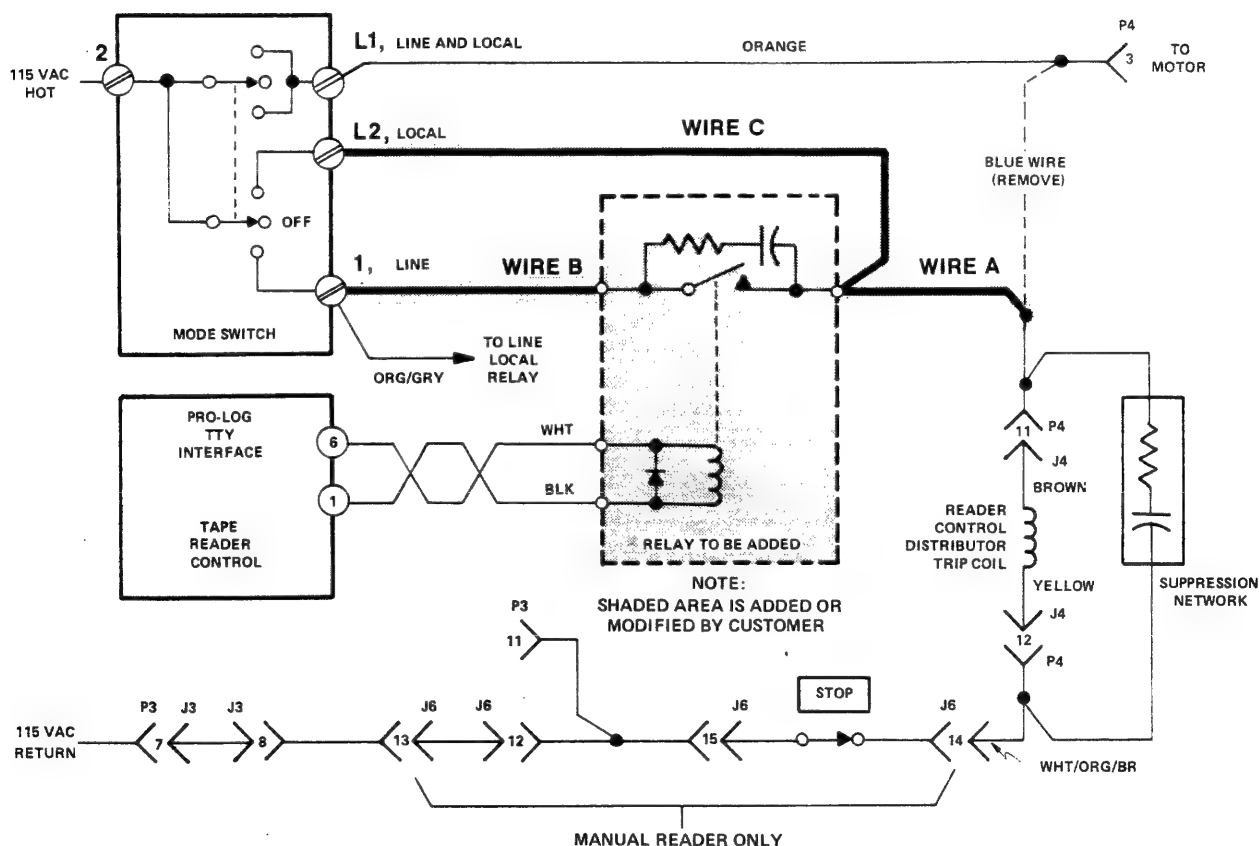 2
115 VAC
HOT
L1, LINE AND LOCAL
ORANGE
P4
3
TO
MOTOR
L2, LOCAL
WIRE C
BLUE WIRE
(REMOVE)
OFF
1, LINE
WIRE B
WIRE A
MODE SWITCH
ORG/GRY
TO LINE
LOCAL
RELAY
PRO-LOG
TTY
INTERFACE
6
1
TAPE
READER
CONTROL
WHT
BLK
RELAY TO BE ADDED
NOTE:
SHADED AREA IS ADDED OR
MODIFIED BY CUSTOMER
11
P4
J4
BROWN
READER
CONTROL
DISTRIBUTOR
TRIP COIL
YELLOW
J4
12
P4
SUPPRESSION
NETWORK
P3
11
STOP
115 VAC
RETURN
P3
7
J3
J3
8
13
J6
J6
12
15
J6
J6
14
WHT/ORG/BR
MANUAL READER ONLY